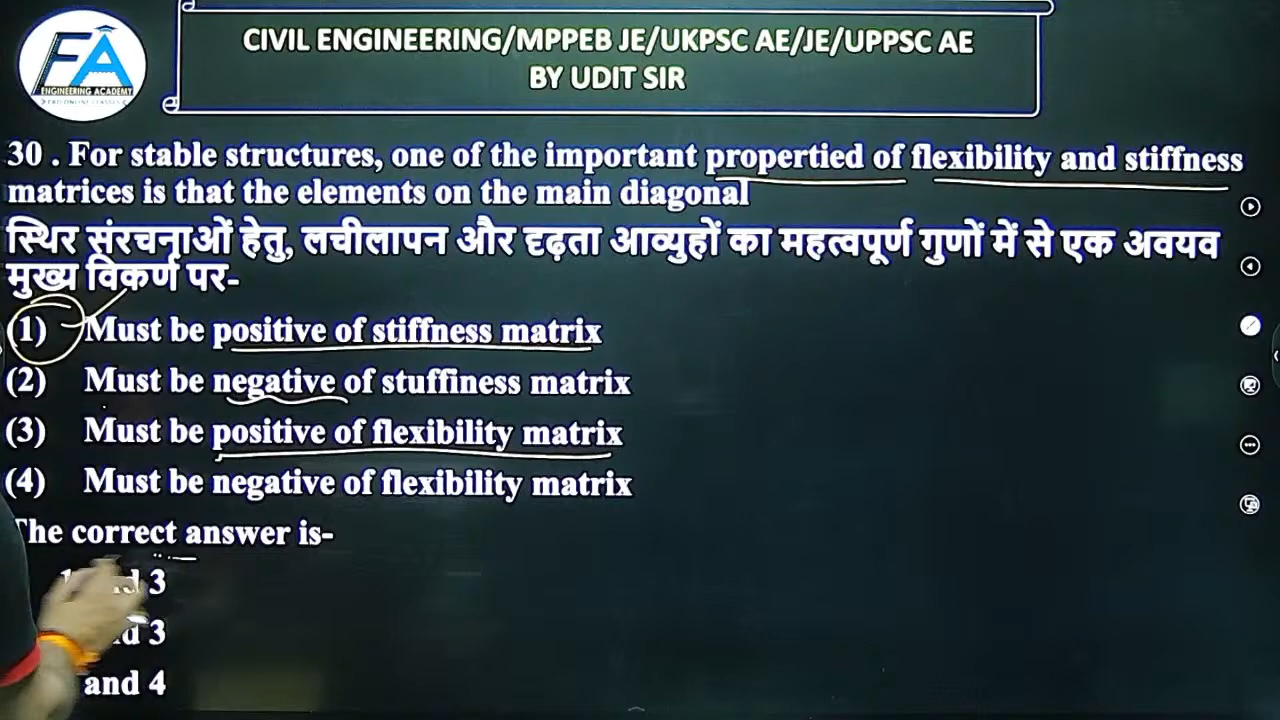 FA
ENGINEERING ACADEMY
CIVIL ENGINEERING/MPPEB JE/UKPSC AE/JE/UPPSC AE
BY UDIT SIR
30 . For stable structures, one of the important propertied of flexibility and stiffness
matrices is that the elements on the main diagonal
स्थिर संरचनाओं हेतु, लचीलापन और दृढ़ता आव्युहों का महत्वपूर्ण गुणों में से एक अवयव
मुख्य विकर्ण पर-
(1) Must be positive of stiffness matrix
(2) Must be negative of stuffiness matrix
(3) Must be positive of flexibility matrix
(4) Must be negative of flexibility matrix
The correct answer is-
3
3
and 4